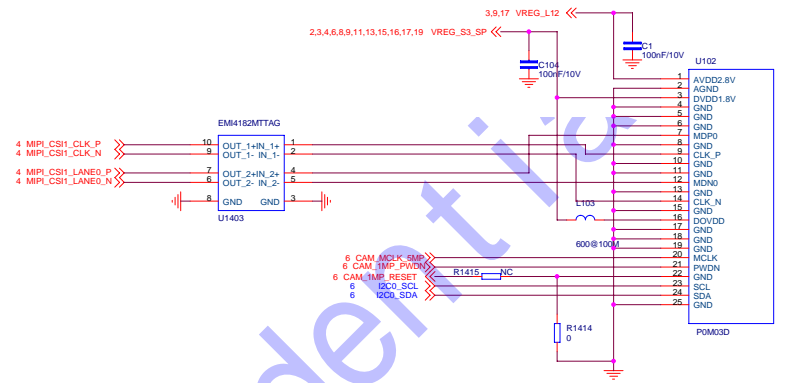 3,9,17 VREG_L12
2,3,4,6,8,9,11,13,15,16,17,19 VREG_S3_SP
C1
100nF/10V
C104
100nF/10V
U102
1 AVDD2.8V
2 AGND
3 DVDD1.8V
4 GND
5 GND
6 GND
7 MDP0
8 GND
9 CLK_P
10 GND
11 GND
12 MDN0
13 GND
14 CLK_N
15 GND
16 DOVDD
17 GND
18 GND
19 GND
20 MCLK
21 PWDN
22 GND
23 SCL
24 SDA
25 GND
P0M03D
EMI4182MTTAG
4 MIPI_CSI1_CLK_P 10 OUT_1+ IN_1+ 1
4 MIPI_CSI1_CLK_N 9 OUT_1- IN_1- 2
4 MIPI_CSI1_LANE0_P 7 OUT_2+ IN_2+ 4
4 MIPI_CSI1_LANE0_N 6 OUT_2- IN_2- 5
8 GND GND 3
U1403
L103
600@100M
6 CAM_MCLK_5MP
6 CAM_1MP_PWDN
6 CAM_1MP_RESET
R1415 NC
6 I2C0_SCL
6 I2C0_SDA
R1414
0
dentia